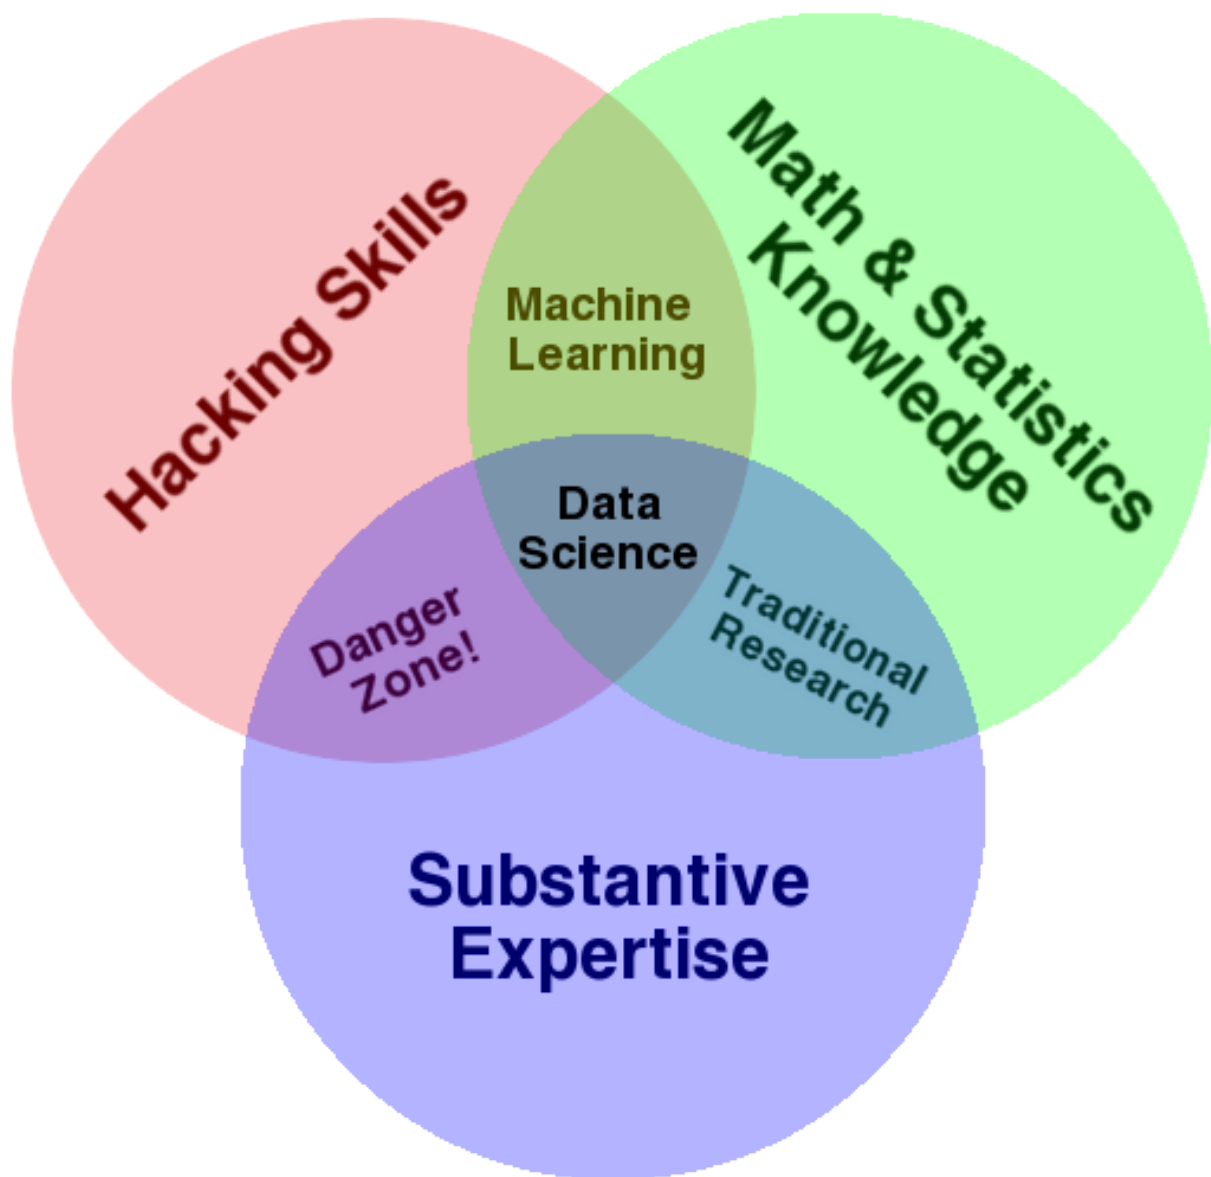 Hacking Skills
Math & Statistics
Knowledge
Machine
Learning
Data
Science
Danger
Zone!
Traditional
Research
Substantive
Expertise